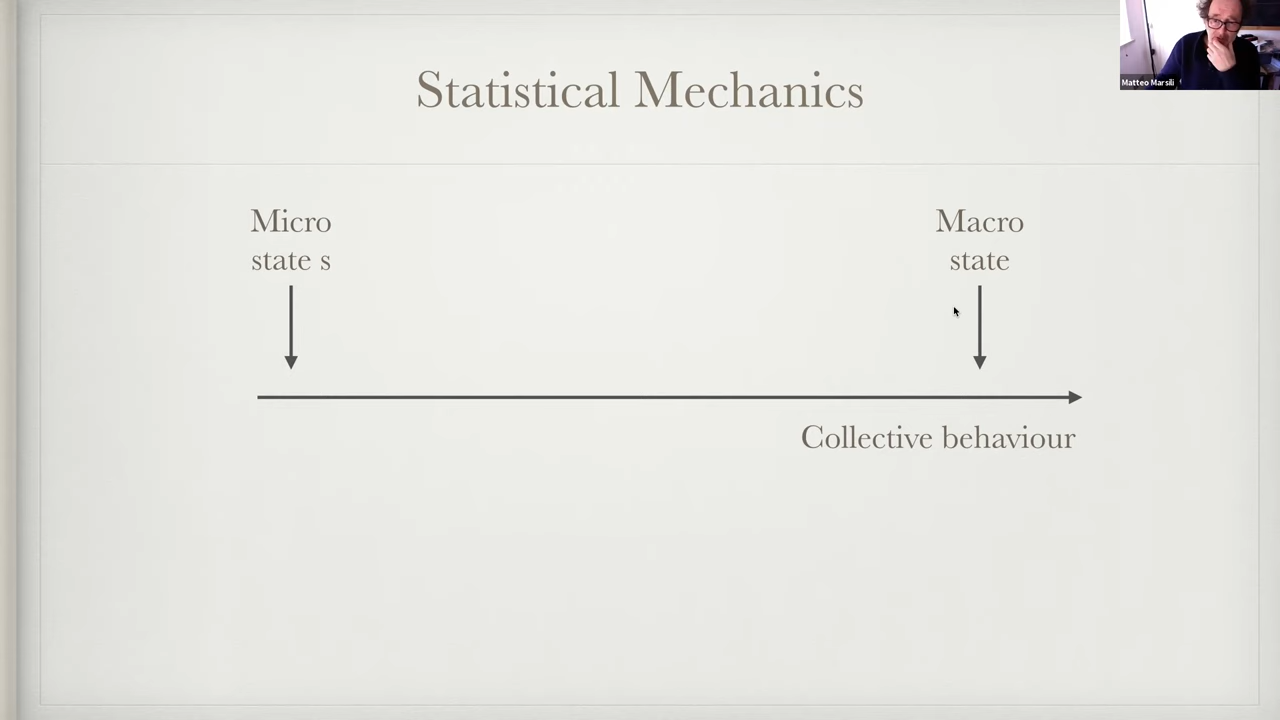 Matteo Marsili
Statistical Mechanics
Micro
state s
Macro
state
Collective behaviour